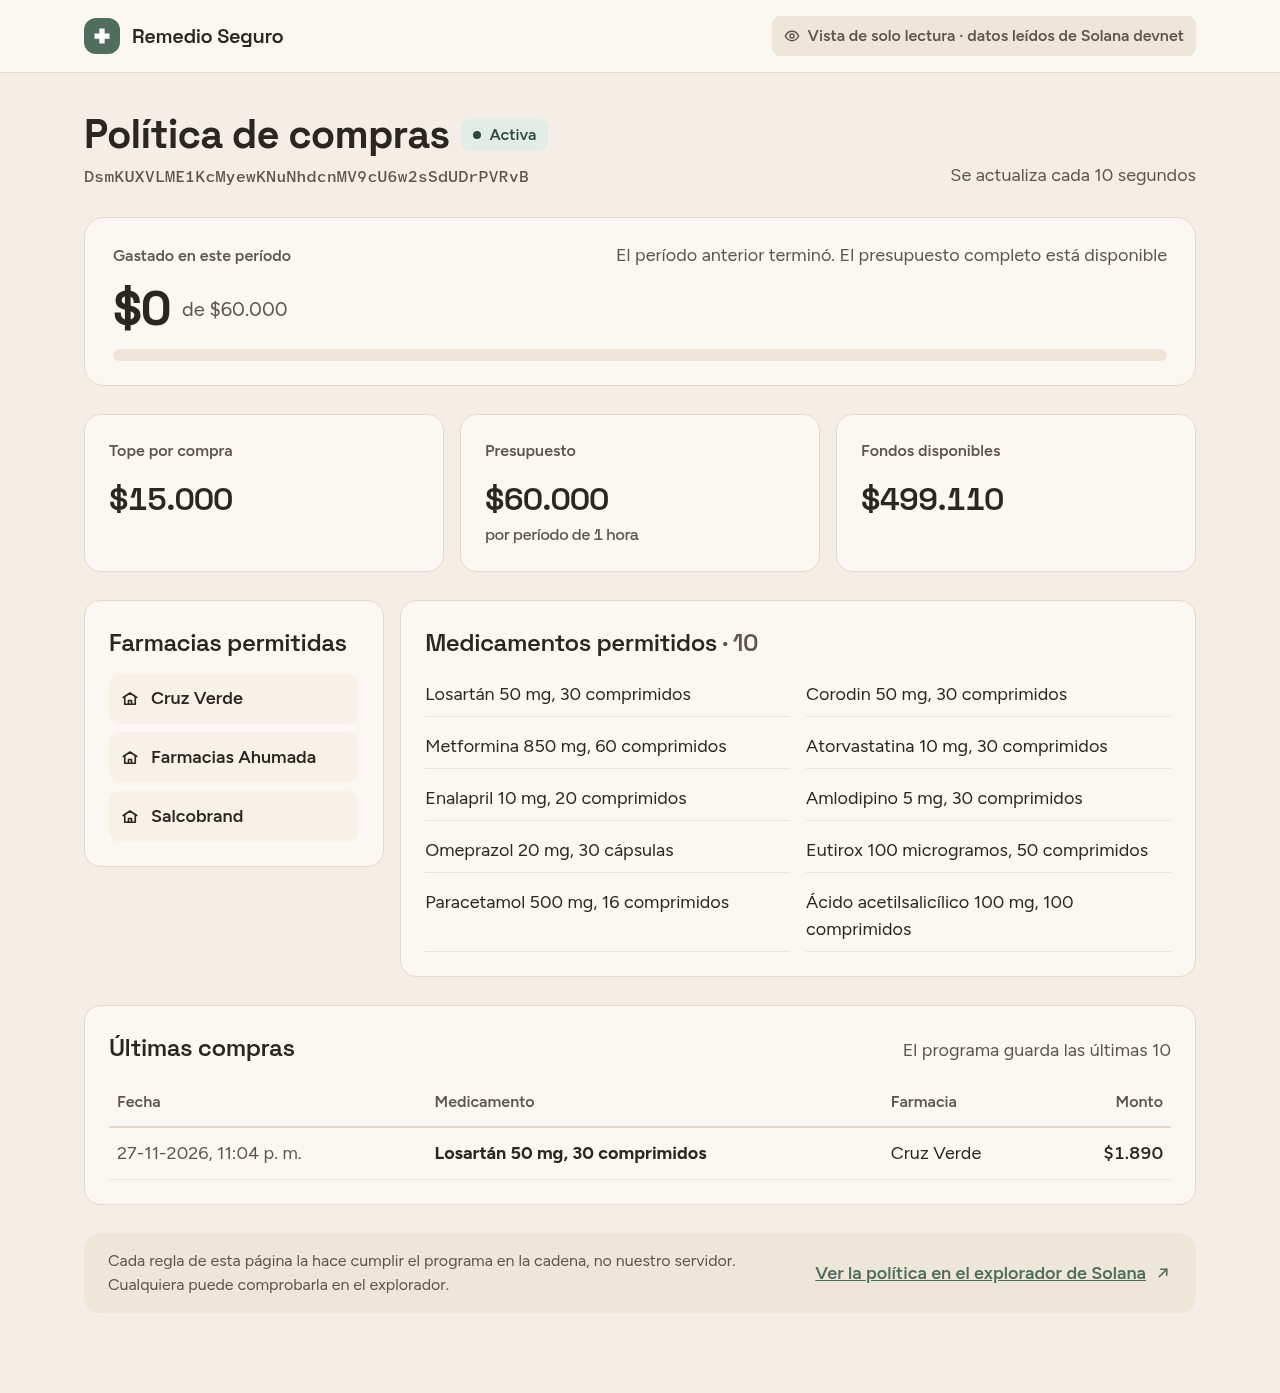 Remedio Seguro
Vista de solo lectura · datos leídos de Solana devnet
Política de compras
Activa
DsmKUXVLME1KcMyewKNuNhdcnMV9cU6w2sSdUDrPVRvB
Se actualiza cada 10 segundos
Gastado en este período
El período anterior terminó. El presupuesto completo está disponible
$0 de $60.000
Tope por compra
$15.000
Presupuesto
$60.000
por período de 1 hora
Fondos disponibles
$499.110
Farmacias permitidas
Cruz Verde
Farmacias Ahumada
Salcobrand
Medicamentos permitidos · 10
Losartán 50 mg, 30 comprimidos
Corodin 50 mg, 30 comprimidos
Metformina 850 mg, 60 comprimidos
Atorvastatina 10 mg, 30 comprimidos
Enalapril 10 mg, 20 comprimidos
Amlodipino 5 mg, 30 comprimidos
Omeprazol 20 mg, 30 cápsulas
Eutirox 100 microgramos, 50 comprimidos
Paracetamol 500 mg, 16 comprimidos
Ácido acetilsalicílico 100 mg, 100
comprimidos
Últimas compras
El programa guarda las últimas 10
Fecha Medicamento Farmacia Monto
27-11-2026, 11:04 p. m. Losartán 50 mg, 30 comprimidos Cruz Verde $1.890
Cada regla de esta página la hace cumplir el programa en la cadena, no nuestro servidor.
Cualquiera puede comprobarla en el explorador.
Ver la política en el explorador de Solana